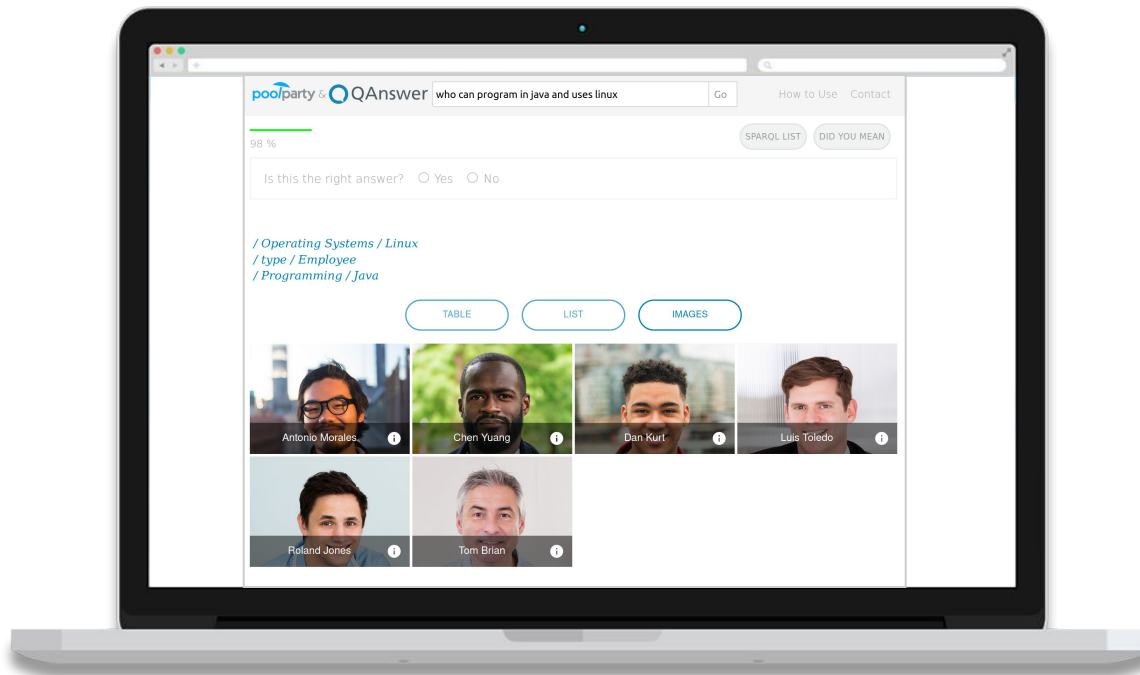 poolparty & QAnswer who can program in java and uses linux Go How to Use Contact
98 %
SPARQL LIST DID YOU MEAN
Is this the right answer? Yes No
/ Operating Systems / Linux
/ type / Employee
/ Programming / Java
TABLE LIST IMAGES
Antonio Morales i Chen Yuang i Dan Kurt i Luis Toledo i
Roland Jones i Tom Brian i